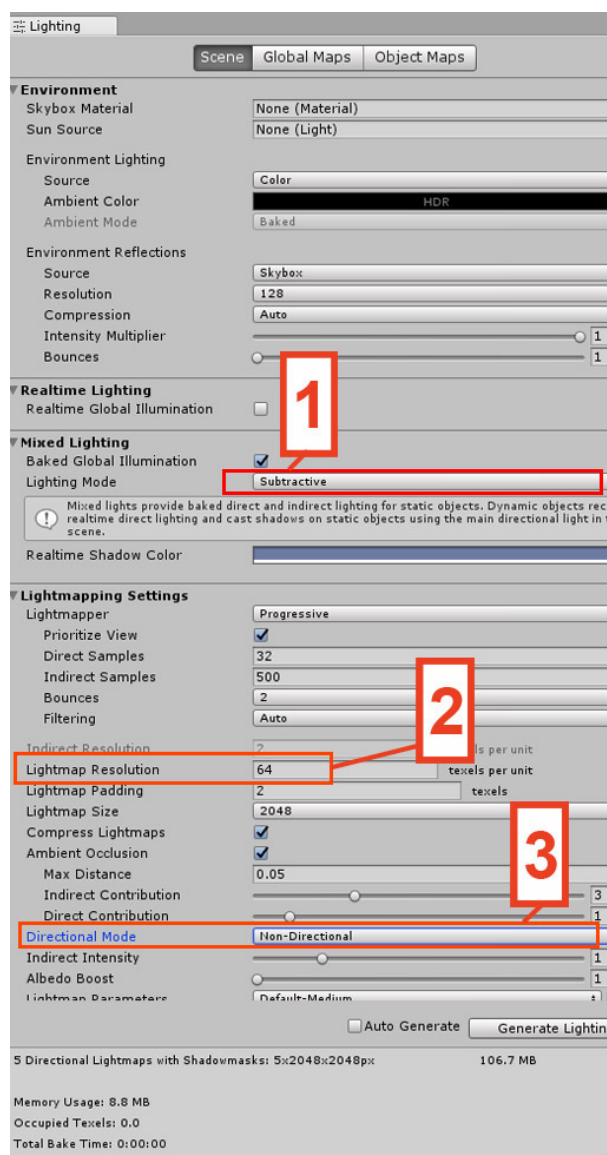 Lighting
Scene Global Maps Object Maps
Environment
Skybox Material None (Material)
Sun Source None (Light)
Environment Lighting
Source Color
Ambient Color HDR
Ambient Mode Baked
Environment Reflections
Source Skybox
Resolution 128
Compression Auto
Intensity Multiplier 1
Bounces 1
Realtime Lighting
Realtime Global Illumination
1
Mixed Lighting
Baked Global Illumination
Lighting Mode Subtractive
Mixed lights provide baked direct and indirect lighting for static objects. Dynamic objects rec
realtime direct lighting and cast shadows on static objects using the main directional light in
scene.
Realtime Shadow Color
Lightmapping Settings
Lightmapper Progressive
Prioritize View
Direct Samples 32
Indirect Samples 500
Bounces 2
Filtering Auto
2
Indirect Resolution 2 per unit
Lightmap Resolution 64 texels per unit
Lightmap Padding 2 texels
Lightmap Size 2048
Compress Lightmaps
Ambient Occlusion
Max Distance 0.05
3
Indirect Contribution 3
Direct Contribution 1
Directional Mode Non-Directional
Indirect Intensity 1
Albedo Boost 1
Lightmap Parameters Default-Medium
Auto Generate Generate Lightin
5 Directional Lightmaps with Shadowmasks: 5x2048x2048px 106.7 MB
Memory Usage: 8.8 MB
Occupied Texels: 0.0
Total Bake Time: 0:00:00